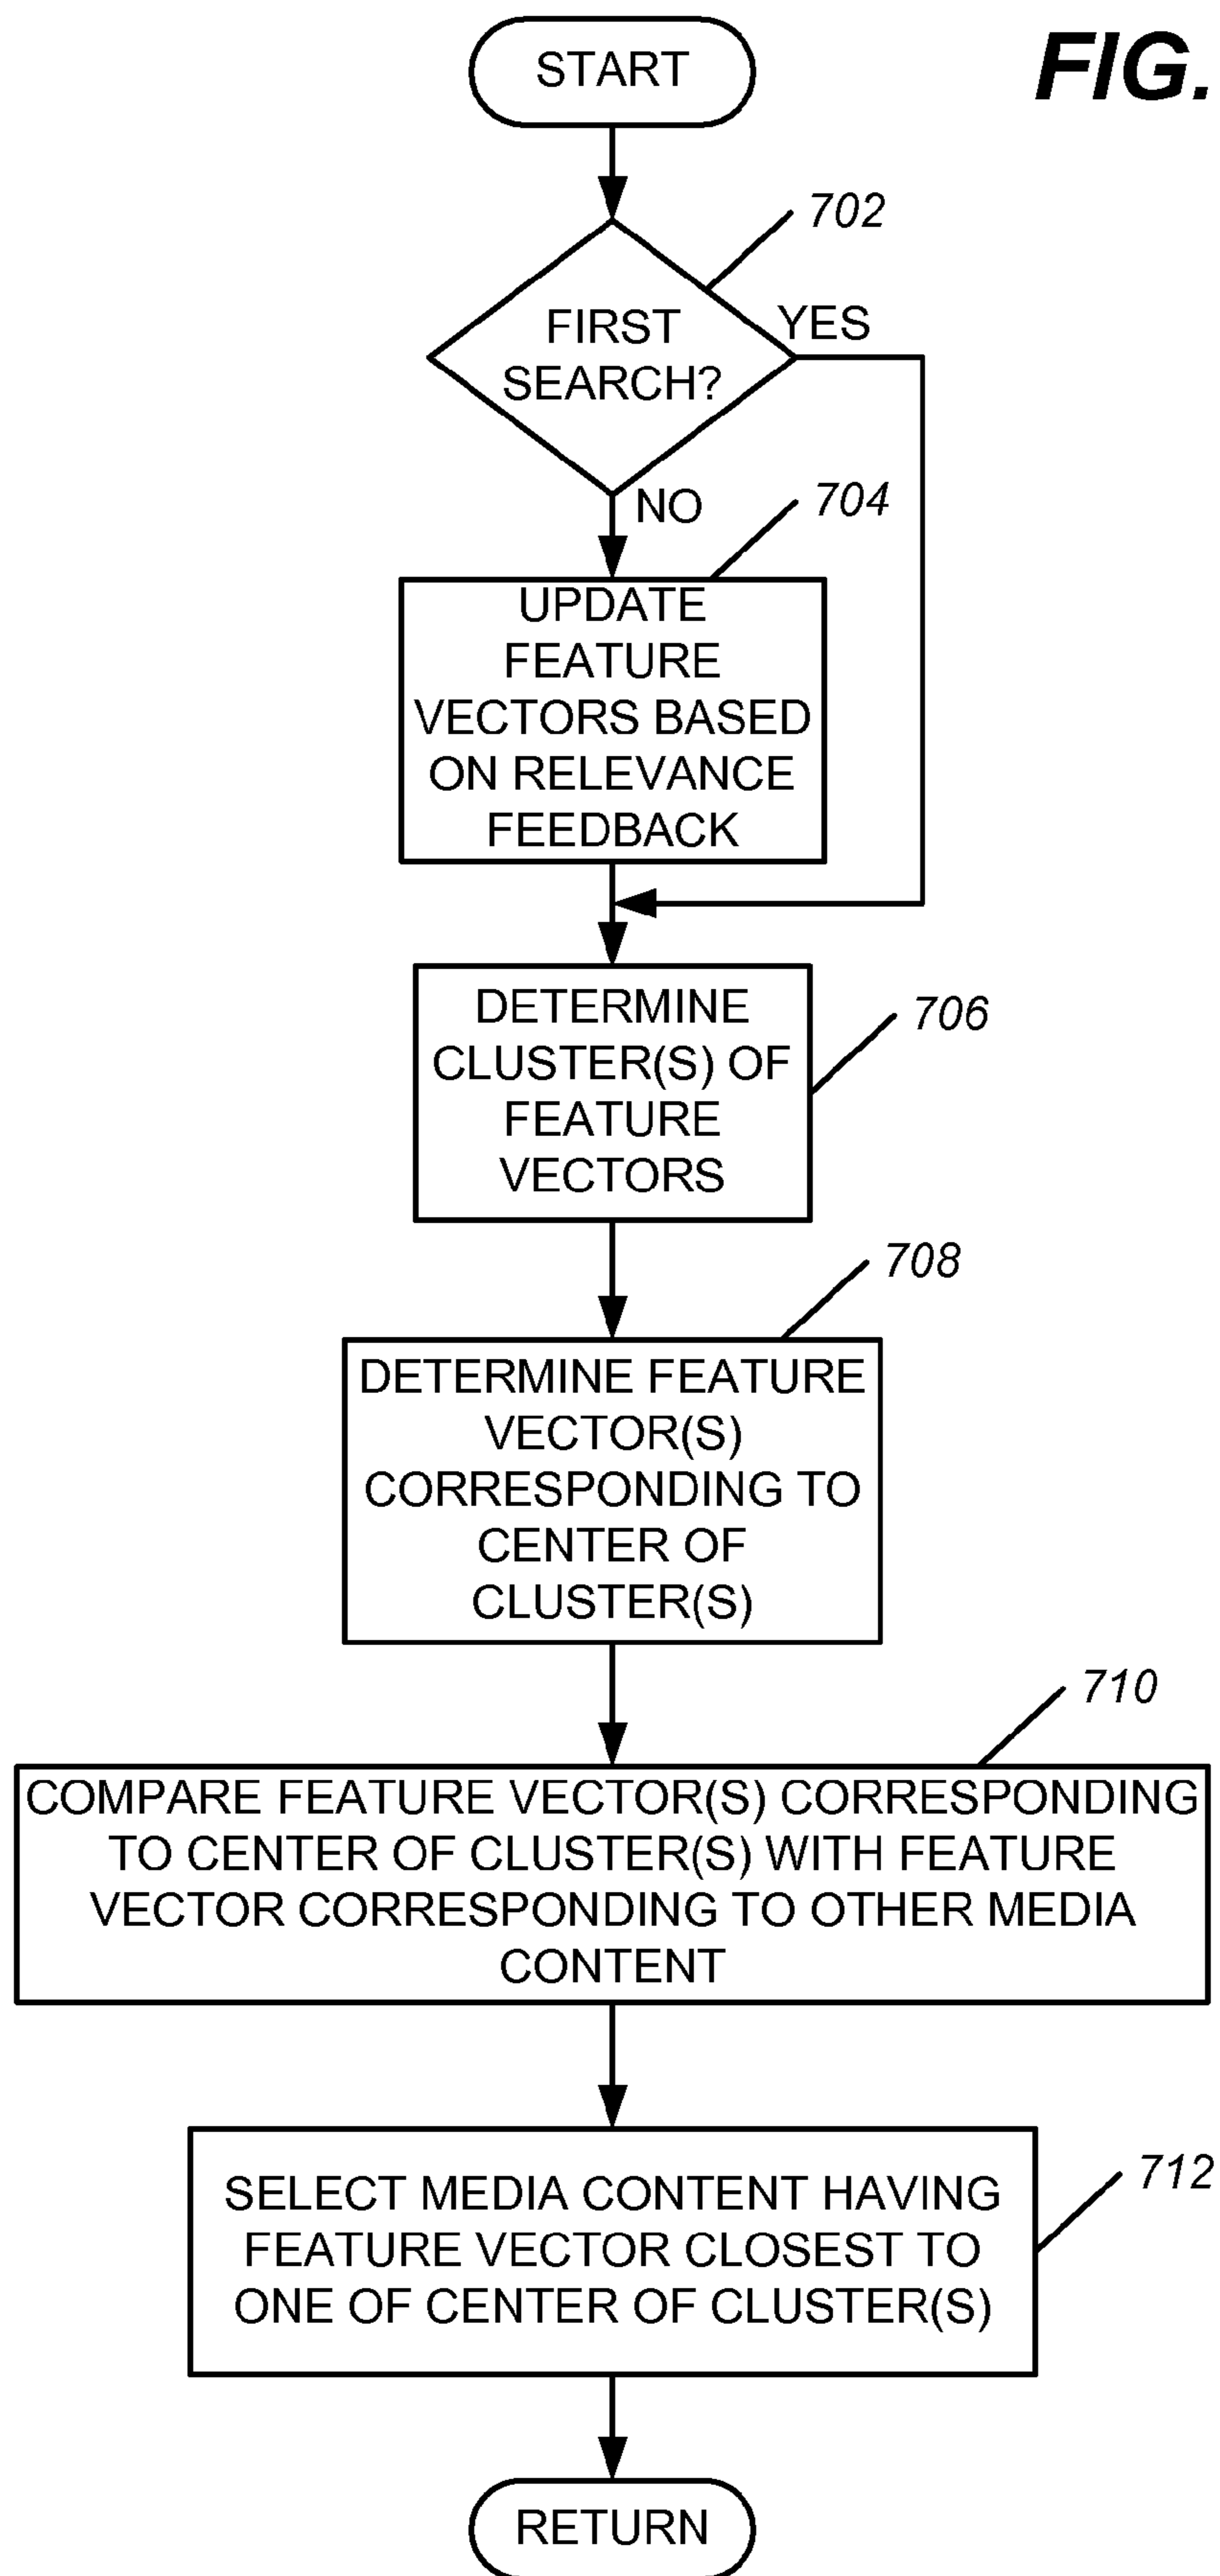 START
FIG.
702
FIRST
SEARCH?
YES
NO
704
UPDATE
FEATURE
VECTORS BASED
ON RELEVANCE
FEEDBACK
DETERMINE
CLUSTER(S) OF
FEATURE
VECTORS
706
708
DETERMINE FEATURE
VECTOR(S)
CORRESPONDING TO
CENTER OF
CLUSTER(S)
710
COMPARE FEATURE VECTOR(S) CORRESPONDING
TO CENTER OF CLUSTER(S) WITH FEATURE
VECTOR CORRESPONDING TO OTHER MEDIA
CONTENT
712
SELECT MEDIA CONTENT HAVING
FEATURE VECTOR CLOSEST TO
ONE OF CENTER OF CLUSTER(S)
RETURN